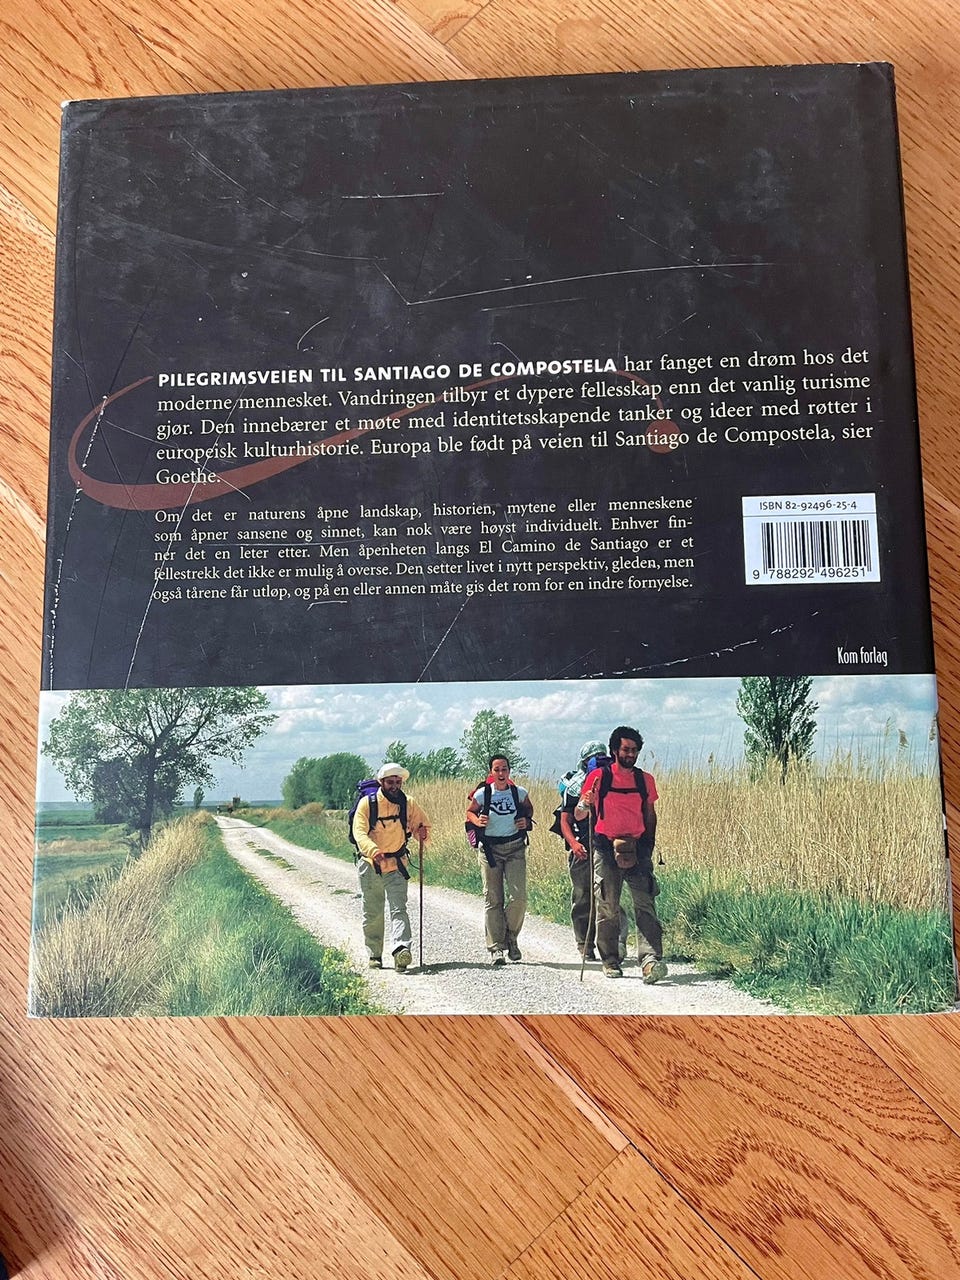 PILEGRIMSVEIEN TIL SANTIAGO DE COMPOSTELA har fanget en drøm hos det
moderne mennesket. Vandringen tilbyr et dypere fellesskap enn det vanlig turisme
gjør. Den innebærer et møte med identitetsskapende tanker og ideer med røtter i
europeisk kulturhistorie. Europa ble født på veien til Santiago de Compostela, sier
Goethe.
Om det er naturens åpne landskap, historien, mytene eller menneskene
som åpner sansene og sinnet, kan nok være høyst individuelt. Enhver fin-
ner det en leter etter. Men åpenheten langs El Camino de Santiago er et
fellestrekk det ikke er mulig å overse. Den setter livet i nytt perspektiv, gleden, men
også tårene får utløp, og på en eller annen måte gis det rom for en indre fornyelse.
ISBN 82-92496-25-4
9 788292 496251
Kom forlag